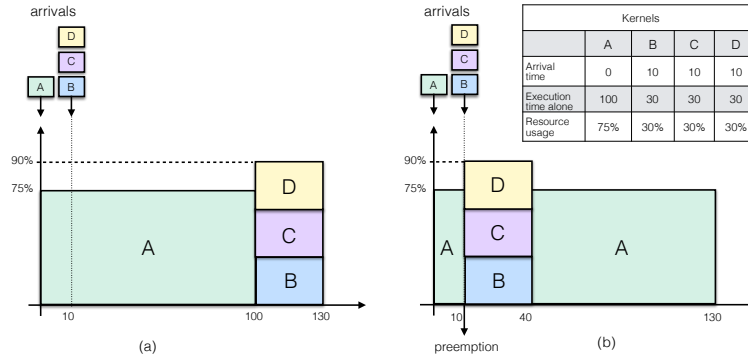 arrivals
D
C
A
B
90%
75%
D
C
B
A
10
100
130
(a)
arrivals
D
C
A
B
90%
75%
D
C
B
A
A
10
40
130
preemption
(b)
Kernels
A B C D
Arrival
time 0 10 10 10
Execution
time alone 100 30 30 30
Resource
usage 75% 30% 30% 30%